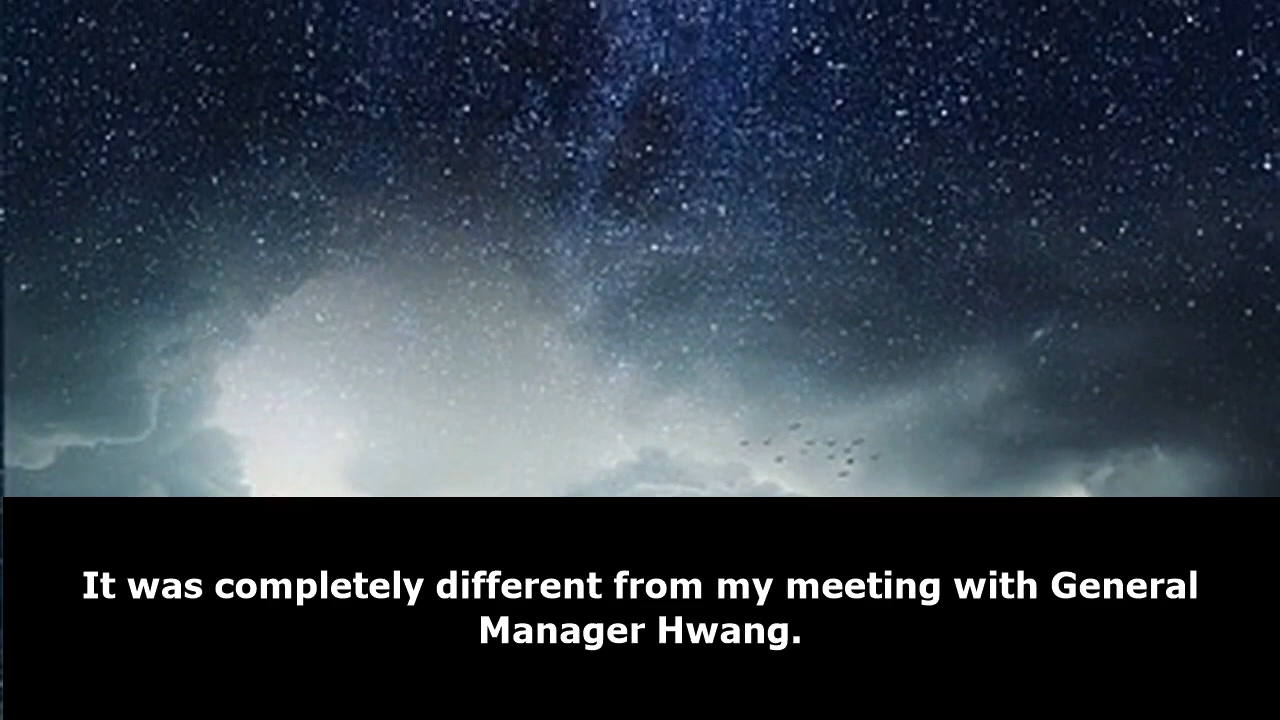 It was completely different from my meeting with General
Manager Hwang.